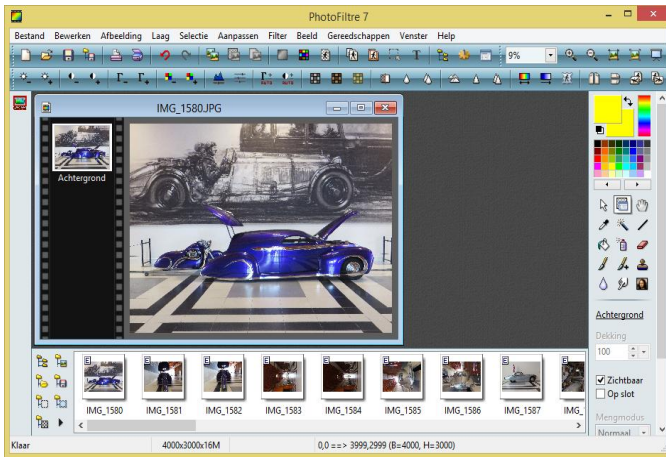 PhotoFiltre 7
Bestand Bewerken Afbeelding Laag Selectie Aanpassen Filter Beeld Gereedschappen Venster Help
9%
IMG_1580.JPG
Achtergrond
Achtergrond
Dekking
100
Zichtbaar
Op slot
Mengmodus
Normaal
IMG_1580 IMG_1581 IMG_1582 IMG_1583 IMG_1584 IMG_1585 IMG_1586 IMG_1587 IMG_
Klaar 4000x3000x16M 0,0 ==> 3999,2999 (B=4000, H=3000)